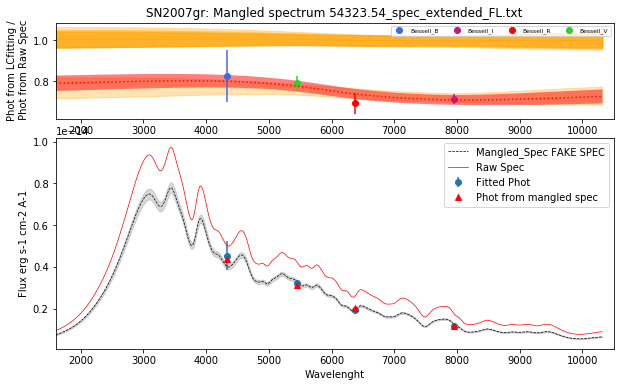 SN2007gr: Mangled spectrum 54323.54_spec_extended_FL.txt
Phot from LCfitting /
Phot from Raw Spec
1.0
0.8
Bessell_B Bessell_I Bessell_R Bessell_V
2000 3000 4000 5000 6000 7000 8000 9000 10000
1e−14
Flux erg s-1 cm-2 A-1
1.0
0.8
0.6
0.4
0.2
Mangled_Spec FAKE SPEC
Raw Spec
Fitted Phot
Phot from mangled spec
2000 3000 4000 5000 6000 7000 8000 9000 10000
Wavelenght